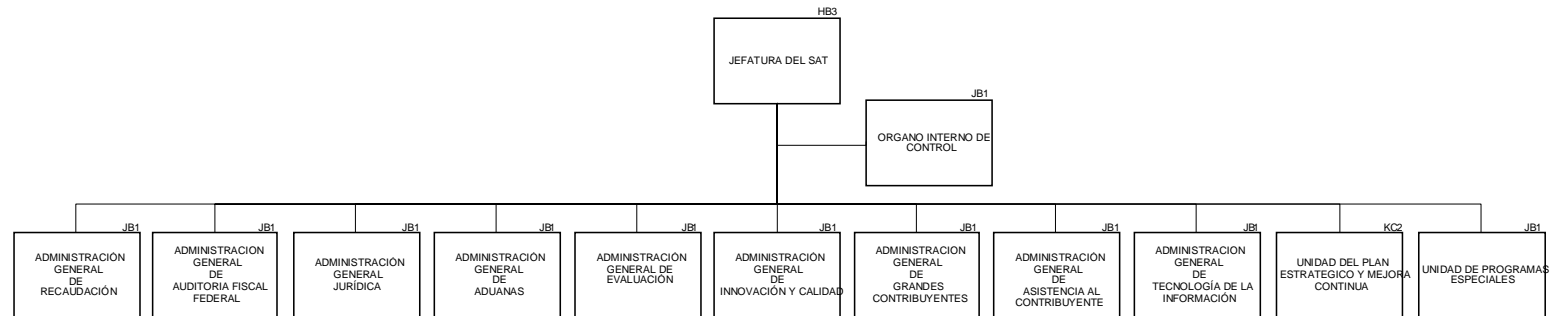 HB3
JEFATURA DEL SAT
JB1
ORGANO INTERNO DE
CONTROL
JB1
ADMINISTRACIÓN
GENERAL
DE
RECAUDACIÓN
JB1
ADMINISTRACION
GENERAL
DE
AUDITORIA FISCAL
FEDERAL
JB1
ADMINISTRACIÓN
GENERAL
JURÍDICA
JB1
ADMINISTRACIÓN
GENERAL
DE
ADUANAS
JB1
ADMINISTRACIÓN
GENERAL DE
EVALUACIÓN
JB1
ADMINISTRACIÓN
GENERAL
DE
INNOVACIÓN Y CALIDAD
JB1
ADMINISTRACION
GENERAL
DE
GRANDES
CONTRIBUYENTES
JB1
ADMINISTRACIÓN
GENERAL
DE
ASISTENCIA AL
CONTRIBUYENTE
JB1
ADMINISTRACION
GENERAL
DE
TECNOLOGÍA DE LA
INFORMACIÓN
KC2
UNIDAD DEL PLAN
ESTRATEGICO Y MEJORA
CONTINUA
JB1
UNIDAD DE PROGRAMAS
ESPECIALES